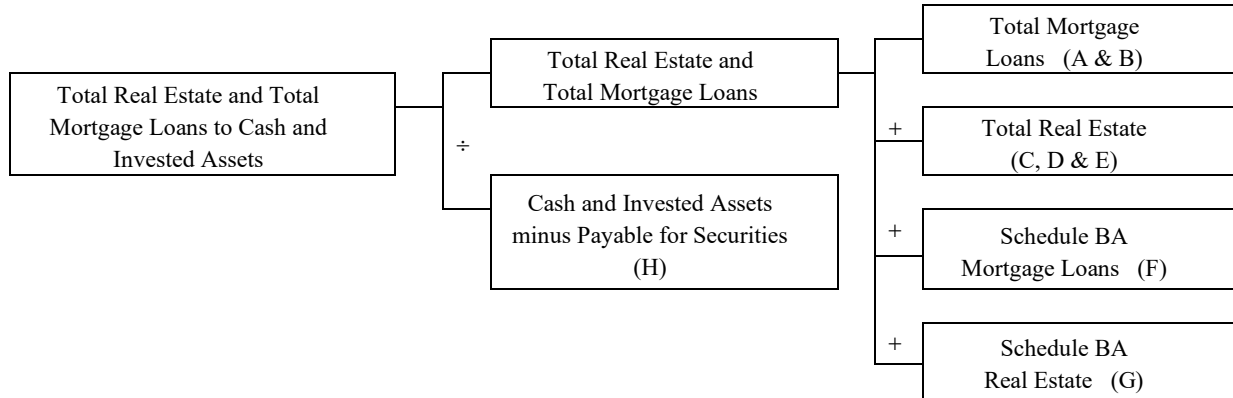 Total Real Estate and Total
Mortgage Loans to Cash and
Invested Assets
÷
Total Real Estate and
Total Mortgage Loans
Cash and Invested Assets
minus Payable for Securities
(H)
Total Mortgage
Loans (A & B)
+
Total Real Estate
(C, D & E)
+
Schedule BA
Mortgage Loans (F)
+
Schedule BA
Real Estate (G)